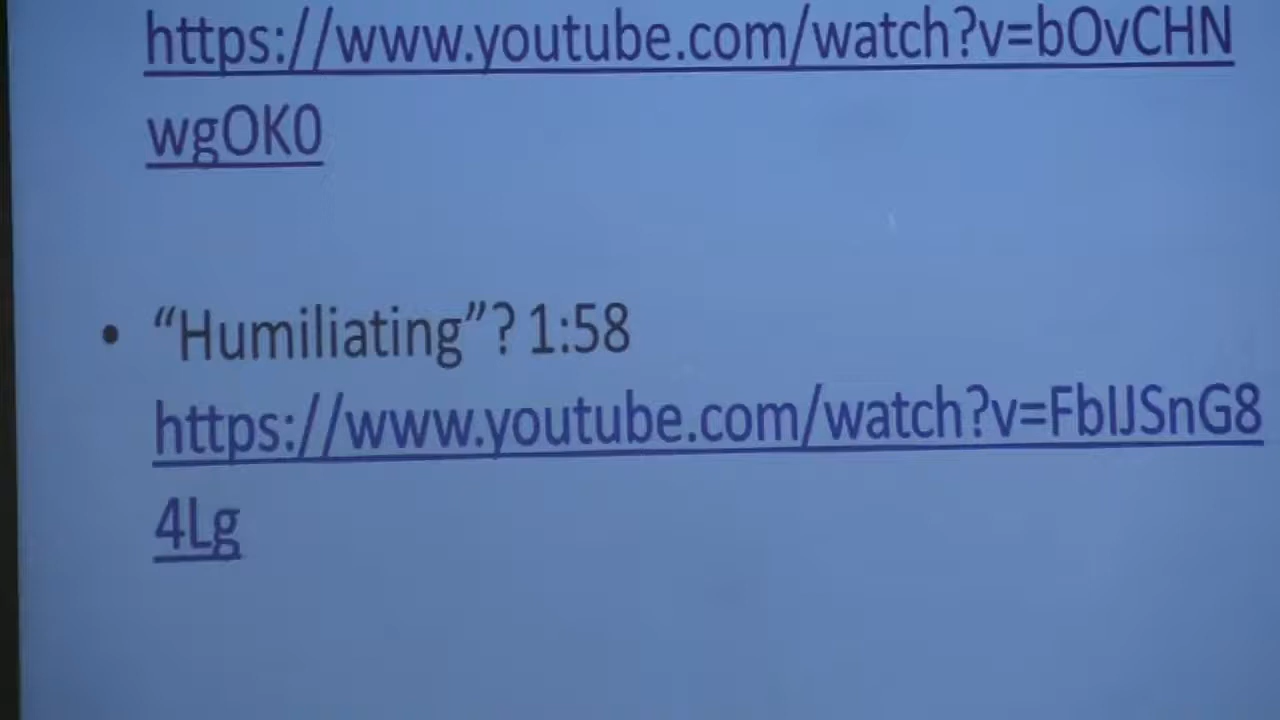 https://www.youtube.com/watch?v=bOvCHN
wgOK0
• “Humiliating”? 1:58
https://www.youtube.com/watch?v=FbIJSnG8
4Lg